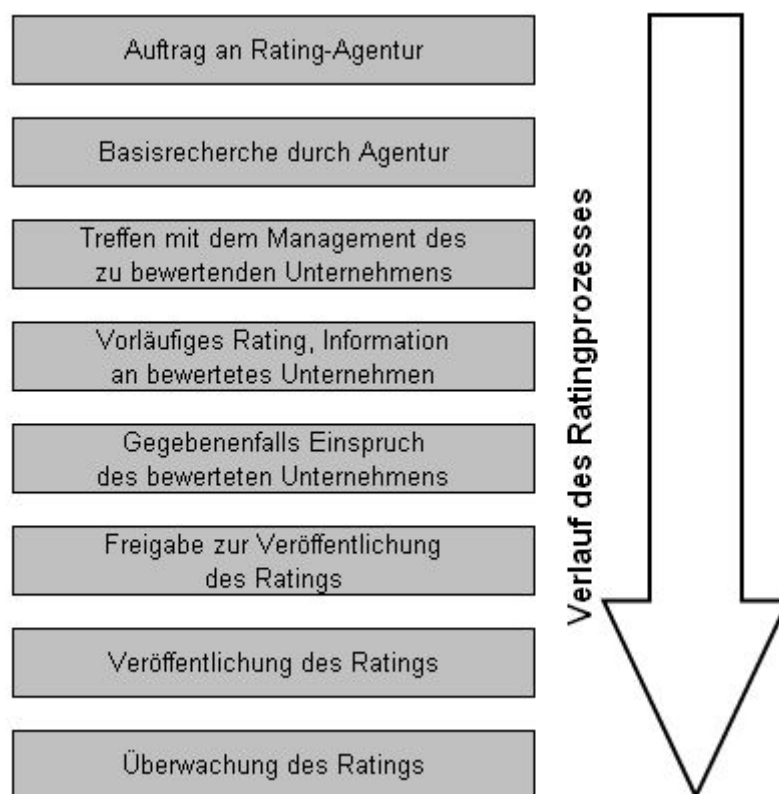 Auftrag an Rating-Agentur
Basisrecherche durch Agentur
Treffen mit dem Management des
zu bewertenden Unternehmens
Vorläufiges Rating, Information
an bewertetes Unternehmen
Gegebenenfalls Einspruch
des bewerteten Unternehmens
Freigabe zur Veröffentlichung
des Ratings
Veröffentlichung des Ratings
Überwachung des Ratings
Verlauf des Ratingprozesses